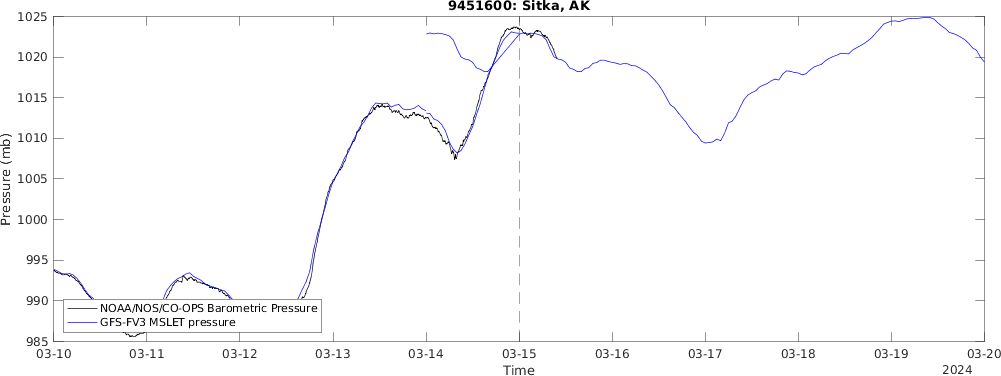 9451600: Sitka, AK
Pressure (mb)
1025
1020
1015
1010
1005
1000
995
990
985
NOAA/NOS/CO-OPS Barometric Pressure
GFS-FV3 MSLET pressure
03-10 03-11 03-12 03-13 03-14 03-15 03-16 03-17 03-18 03-19 03-20
Time
2024